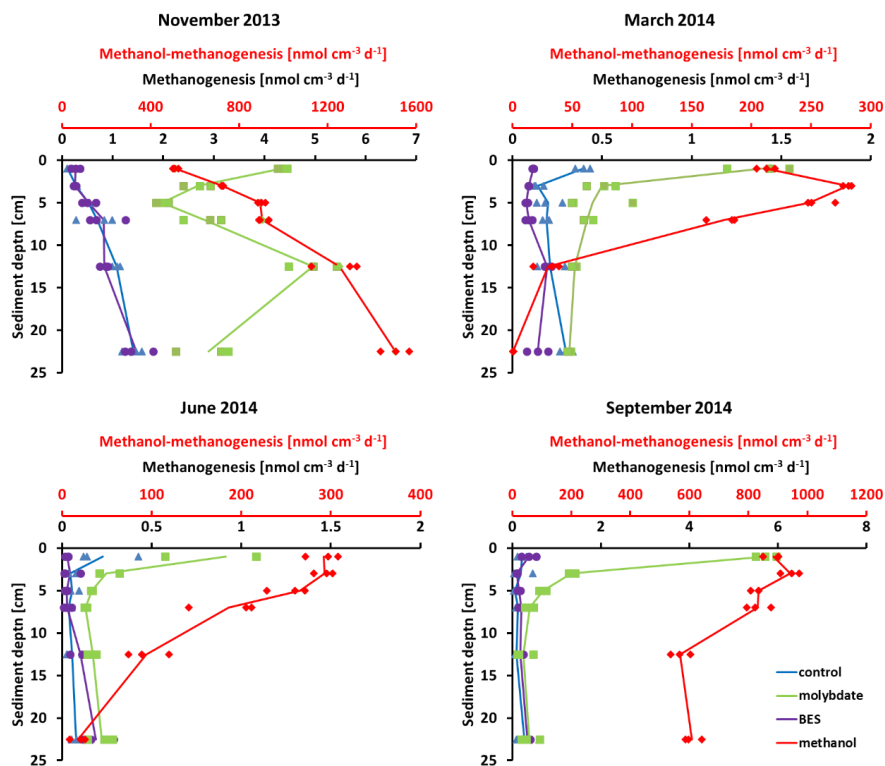 November 2013
Methanol-methanogenesis [nmol cm-3 d-1]
Methanogenesis [nmol cm-3 d-1]
0 400 800 1200 1600
0 1 2 3 4 5 6 7
0
5
10
15
20
25
Sediment deptn [cm]
March 2014
Methanol-methanogenesis [nmol cm-3 d-1]
Methanogenesis [nmol cm-3 d-1]
0 50 100 150 200 250 300
0 0.5 1 1.5 2
0
5
10
15
20
25
Sediment deptn [cm]
June 2014
Methanol-methanogenesis [nmol cm-3 d-1]
Methanogenesis [nmol cm-3 d-1]
0 100 200 300 400
0 0.5 1 1.5 2
0
5
10
15
20
25
Sediment deptn [cm]
September 2014
Methanol-methanogenesis [nmol cm-3 d-1]
Methanogenesis [nmol cm-3 d-1]
0 200 400 600 800 1000 1200
0 2 4 6 8
0
5
10
15
20
25
Sediment deptn [cm]
control
molybdate
BES
methanol